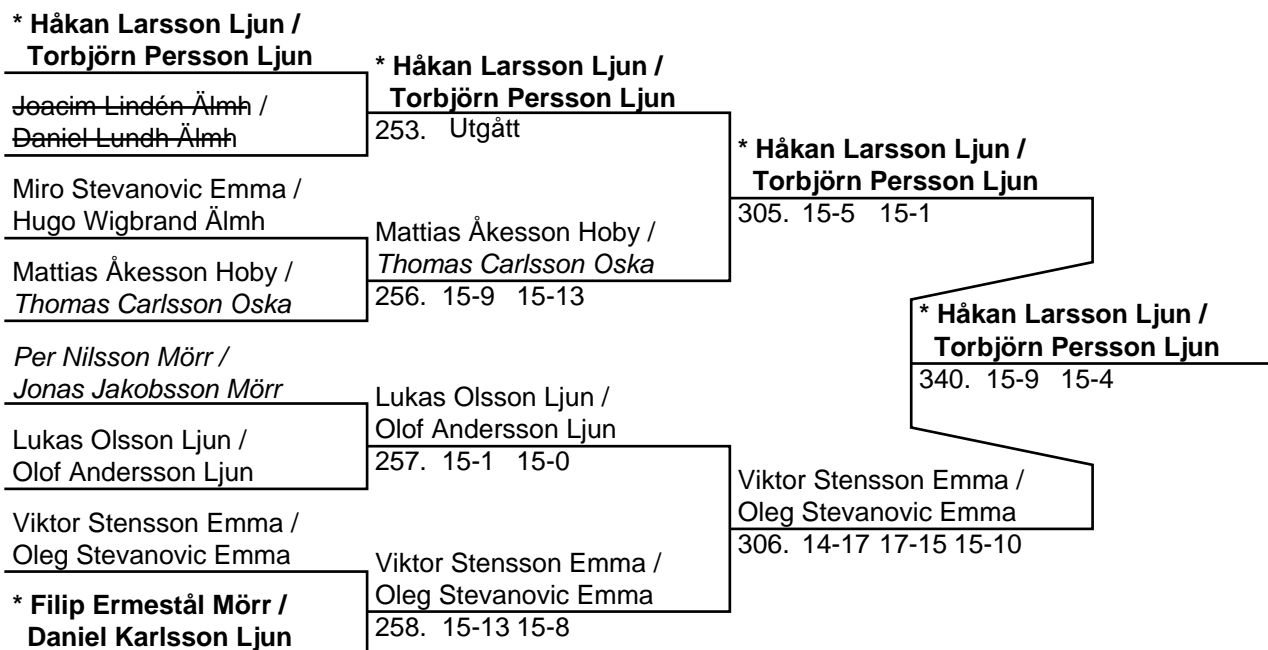 * Håkan Larsson Ljun /
Torbjörn Persson Ljun
Joacim Lindén Älmh /
Daniel Lundh Älmh
Miro Stevanovic Emma /
Hugo Wigbrand Älmh
Mattias Åkesson Hoby /
Thomas Carlsson Oska
Per Nilsson Mörr /
Jonas Jakobsson Mörr
Lukas Olsson Ljun /
Olof Andersson Ljun
Viktor Stensson Emma /
Oleg Stevanovic Emma
* Filip Ermestål Mörr /
Daniel Karlsson Ljun
* Håkan Larsson Ljun /
Torbjörn Persson Ljun
253. Utgått
Mattias Åkesson Hoby /
Thomas Carlsson Oska
256. 15-9 15-13
Lukas Olsson Ljun /
Olof Andersson Ljun
257. 15-1 15-0
Viktor Stensson Emma /
Oleg Stevanovic Emma
258. 15-13 15-8
* Håkan Larsson Ljun /
Torbjörn Persson Ljun
305. 15-5 15-1
Viktor Stensson Emma /
Oleg Stevanovic Emma
306. 14-17 17-15 15-10
* Håkan Larsson Ljun /
Torbjörn Persson Ljun
340. 15-9 15-4